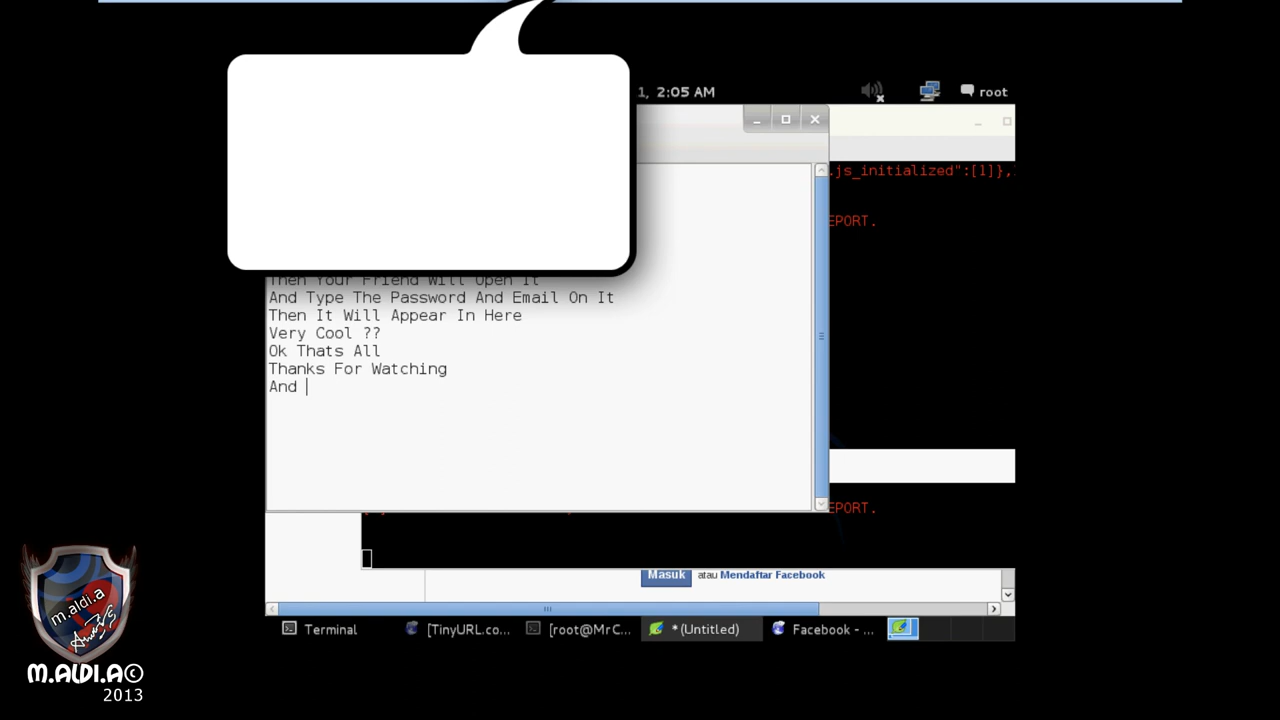 1, 2:05 AM
root
.js_initialized":[1]},
EPORT.
Then Your Friend Will Open It
And Type The Password And Email On It
Then It Will Appear In Here
Very Cool ??
Ok Thats All
Thanks For Watching
And
EPORT.
Masuk atau Mendaftar Facebook
Terminal
[TinyURL.co...
[root@MrC...
*(Untitled)
Facebook - ...
m.aldi.a
M.ALDI.A©
2013